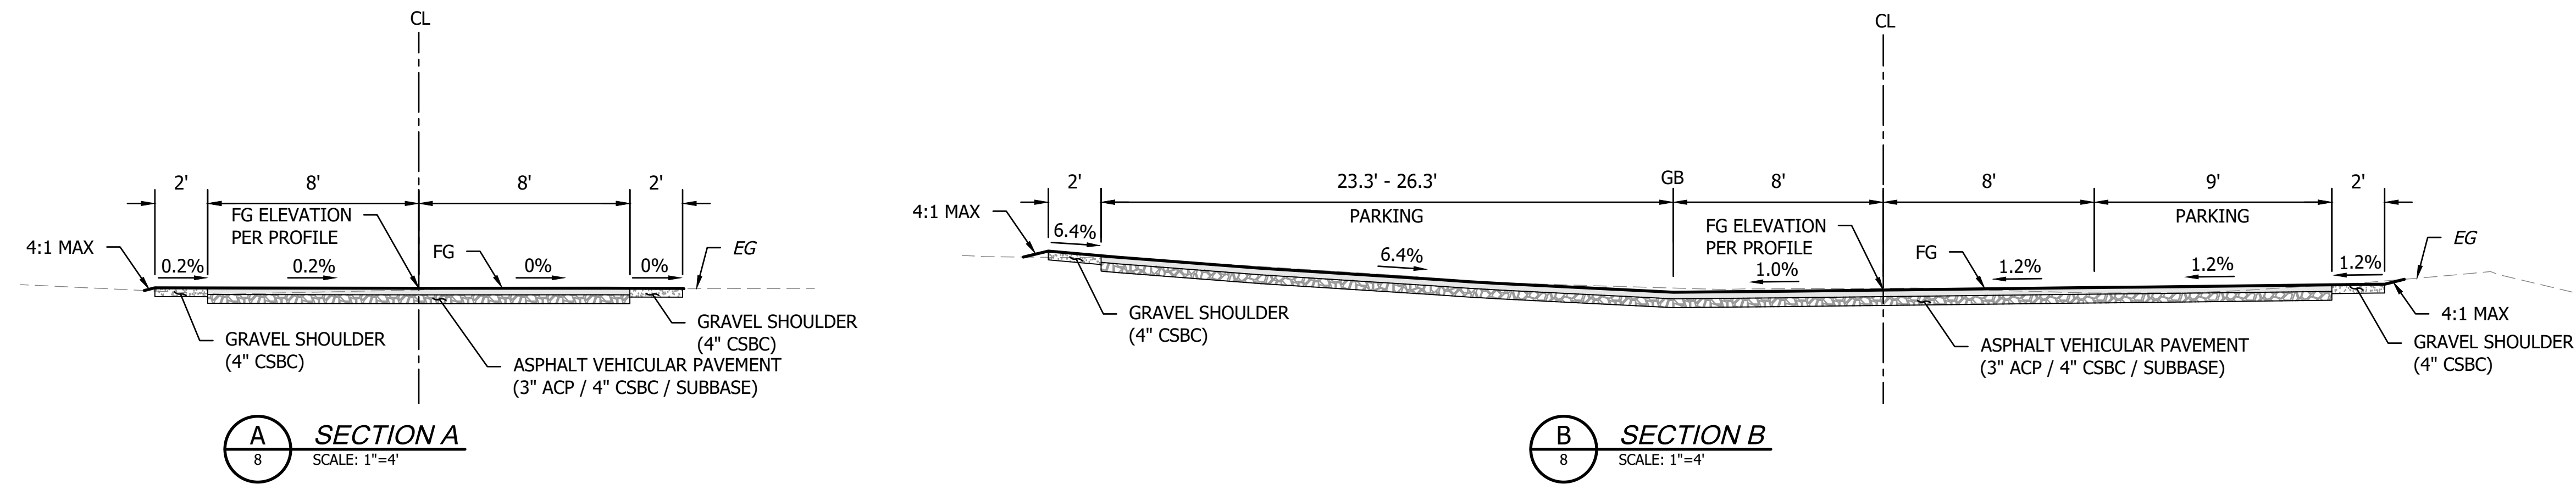 CL
2'
8'
8'
2'
FG ELEVATION
PER PROFILE
4:1 MAX
FG
EG
0.2%
0.2%
0%
0%
GRAVEL SHOULDER
(4" CSBC)
GRAVEL SHOULDER
(4" CSBC)
ASPHALT VEHICULAR PAVEMENT
(3" ACP / 4" CSBC / SUBBASE)
A
8
SECTION A
SCALE: 1"=4'
CL
2'
23.3' - 26.3'
GB
8'
8'
9'
2'
PARKING
PARKING
4:1 MAX
FG ELEVATION
PER PROFILE
FG
EG
6.4%
6.4%
1.0%
1.2%
1.2%
1.2%
GRAVEL SHOULDER
(4" CSBC)
4:1 MAX
ASPHALT VEHICULAR PAVEMENT
(3" ACP / 4" CSBC / SUBBASE)
GRAVEL SHOULDER
(4" CSBC)
B
8
SECTION B
SCALE: 1"=4'